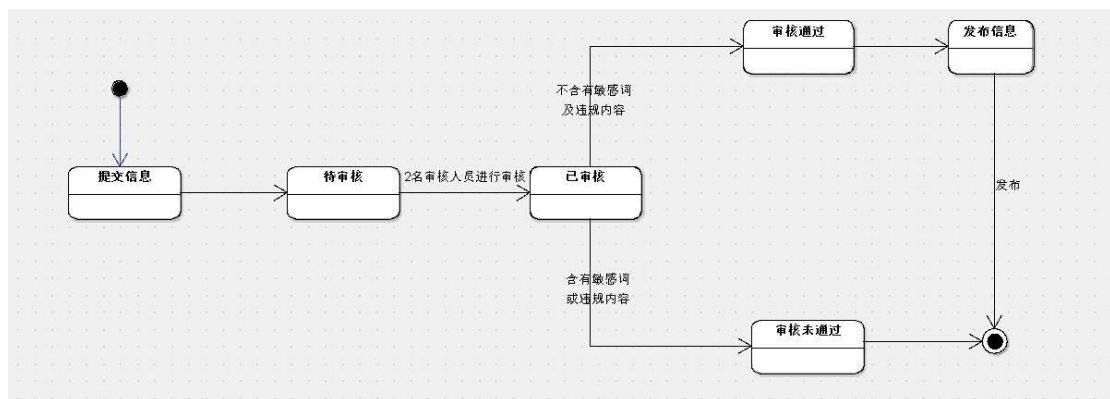 审核通过
发布信息
不含有敏感词
及违规内容
提交信息
待审核
2名审核人员进行审核
已审核
发布
含有敏感词
或违规内容
审核未通过